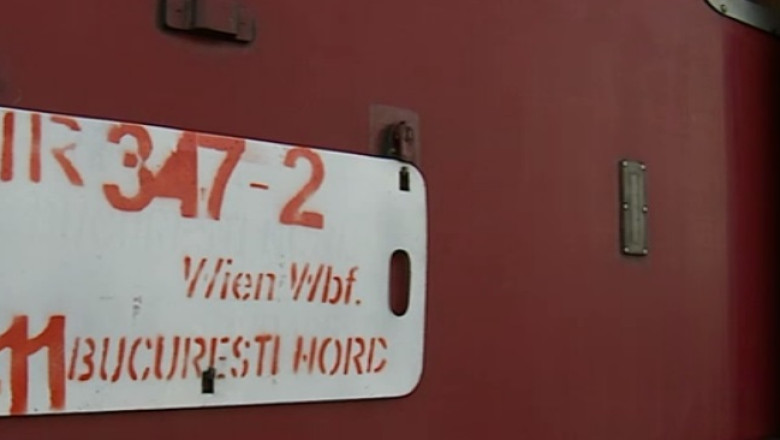 IR 347-2
Wien Wbf.
11 BUCURESTI NORD